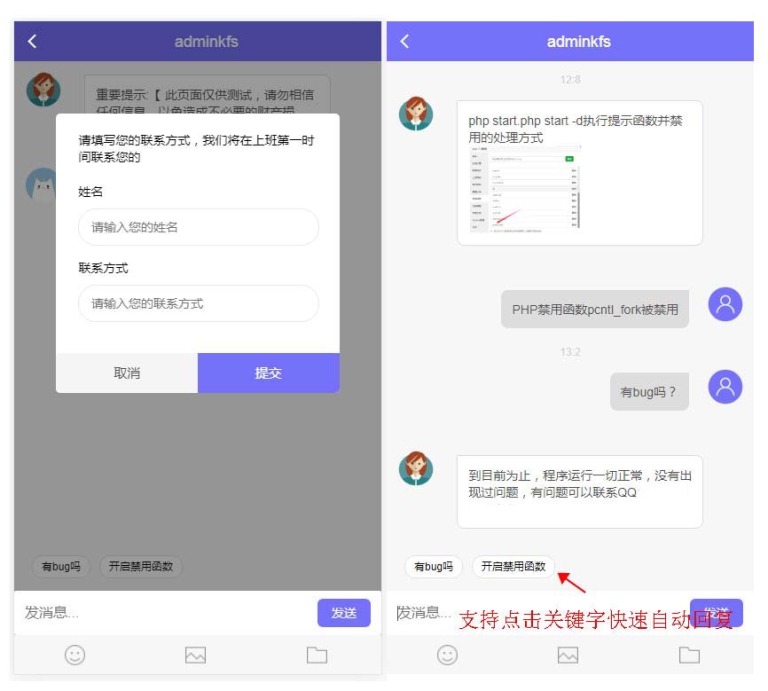 adminkfs
重要提示:【 此页面仅供测试，请勿相信
任何信息，以免造成不必要的财产损
请填写您的联系方式，我们将在上班第一时
间联系您的
姓名
请输入您的姓名
联系方式
请输入您的联系方式
取消
提交
有bug吗
开启禁用函数
发消息...
发送
adminkfs
12:8
php start.php start -d执行提示函数并禁
用的处理方式
PHP禁用函数pcntl_fork被禁用
13:2
有bug吗？
到目前为止，程序运行一切正常，没有出
现过问题，有问题可以联系QQ
有bug吗
开启禁用函数
发消息...
发送
支持点击关键字快速自动回复